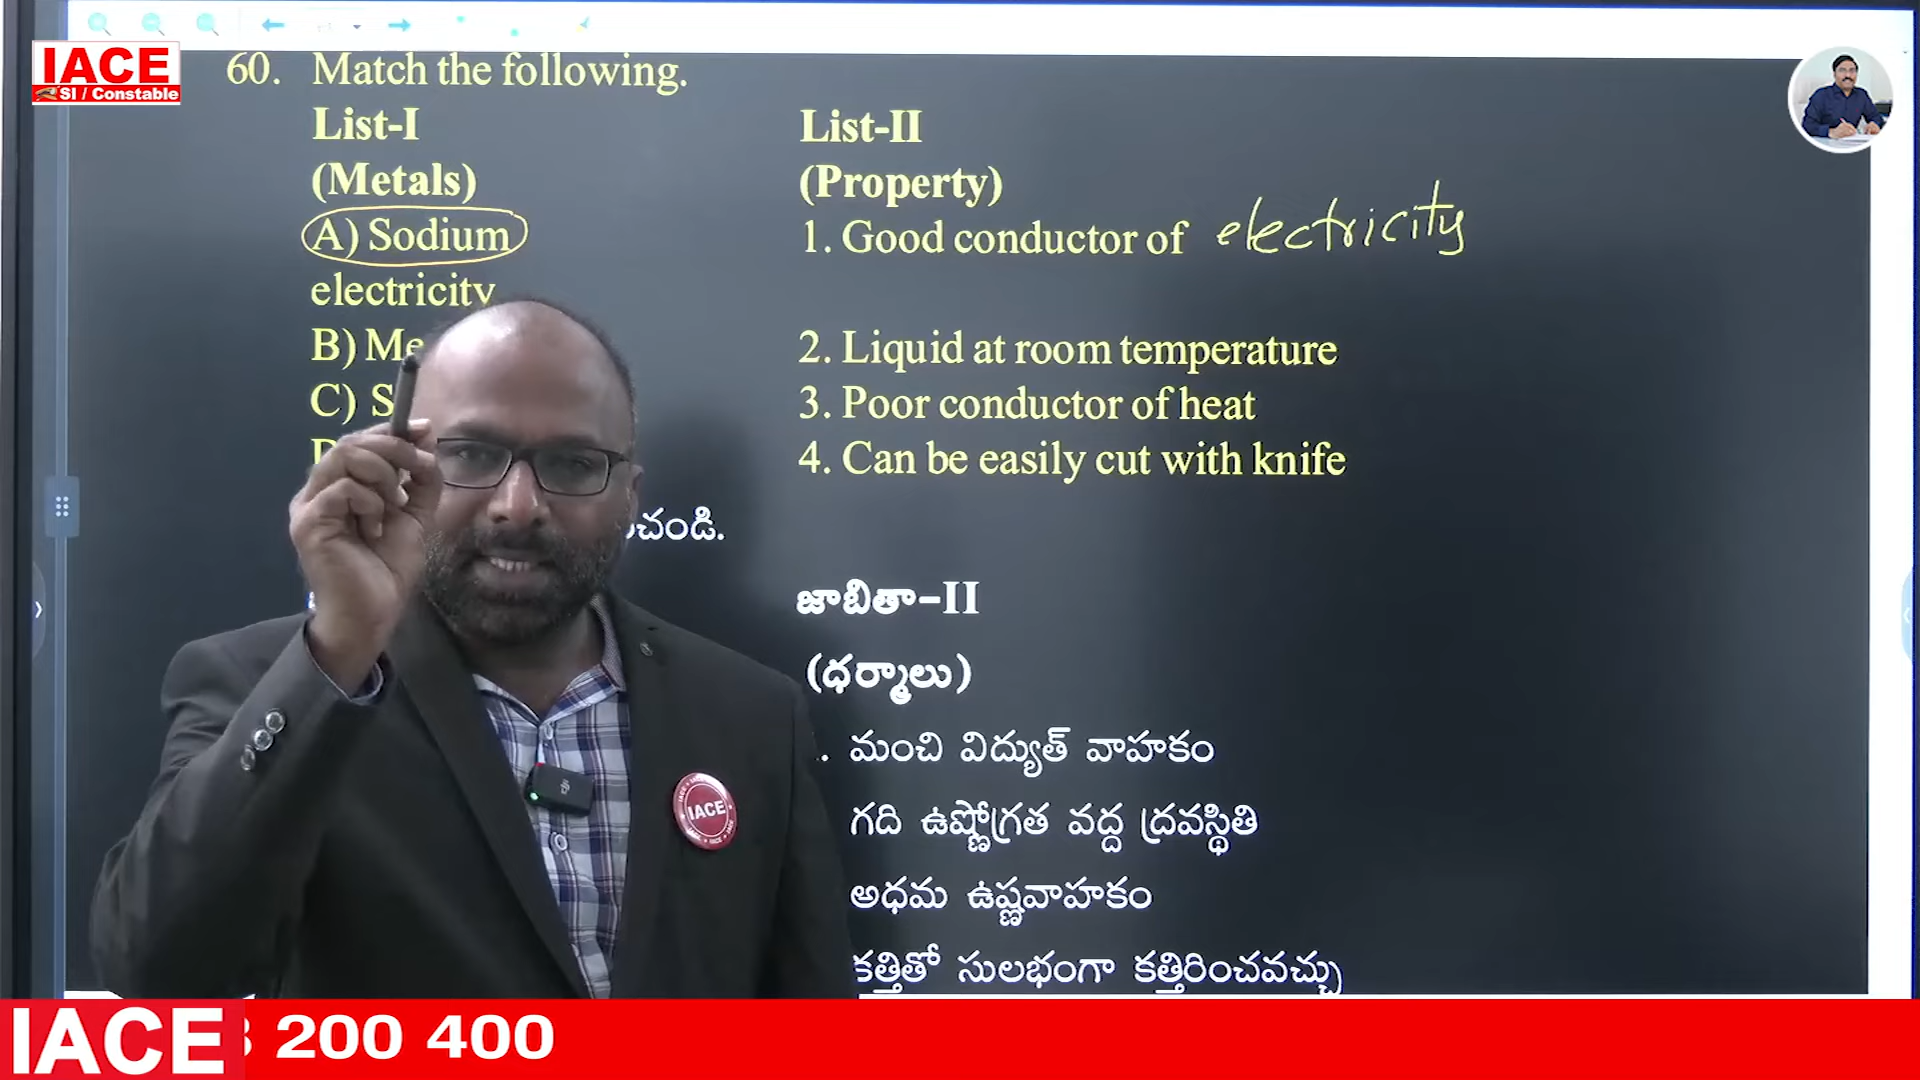 IACE
SI / Constable
60. Match the following.
List-I List-II
(Metals) (Property)
A) Sodium 1. Good conductor of electricity
electricity
B) 2. Liquid at room temperature
C) 3. Poor conductor of heat
4. Can be easily cut with knife
జాబితా-II
(ధర్మాలు)
మంచి విద్యుత్ వాహకం
గది ఉష్ణోగ్రత వద్ద ద్రవస్థితి
అధమ ఉష్ణవాహకం
కత్తితో సులభంగా కత్తిరించవచ్చు
IACE
IACE 200 400